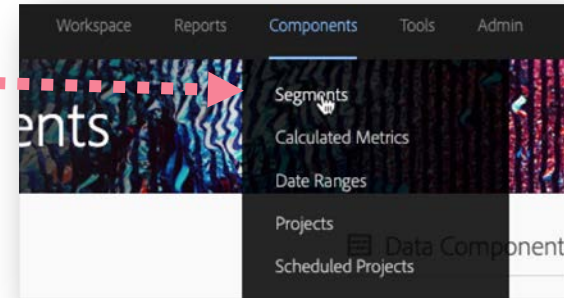 Workspace Reports Components Tools Admin
ents
Segments
Calculated Metrics
Date Ranges
Projects
Data Component
Scheduled Projects